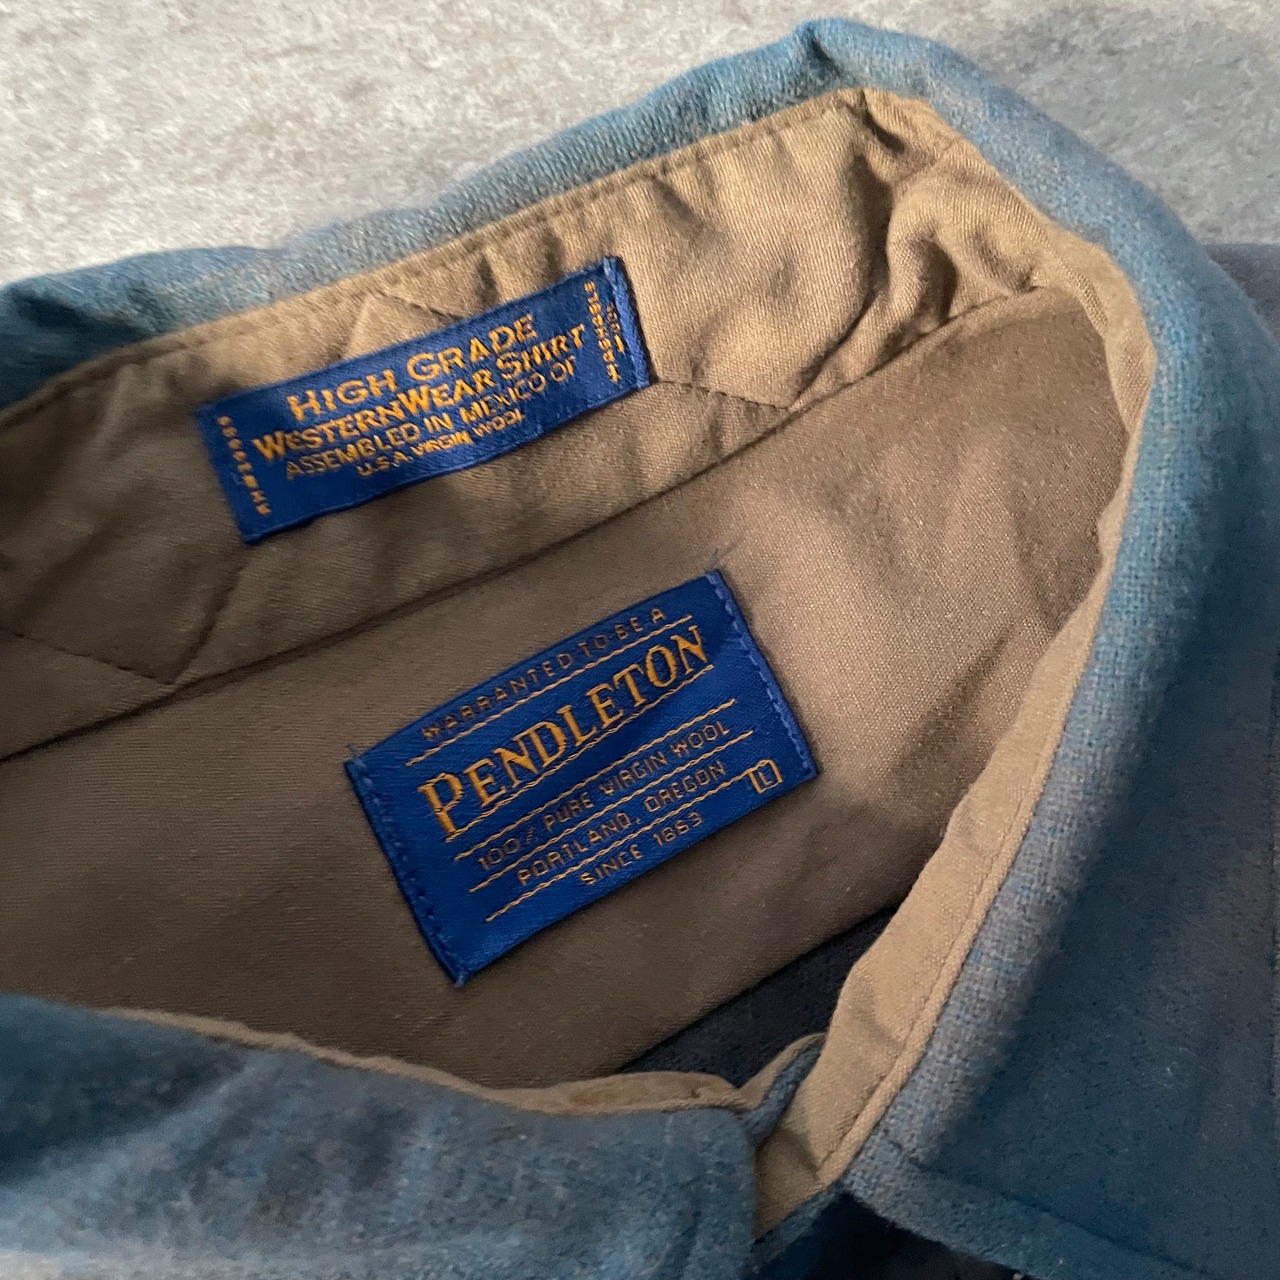 HIGH GRADE
WESTERNWEAR SHIRT
ASSEMBLED IN MEXICO OF
U.S.A. VIRGIN WOOL
WARRANTED TO BE A
PENDLETON
100% PURE VIRGIN WOOL
PORTLAND, OREGON
L
SINCE 1863